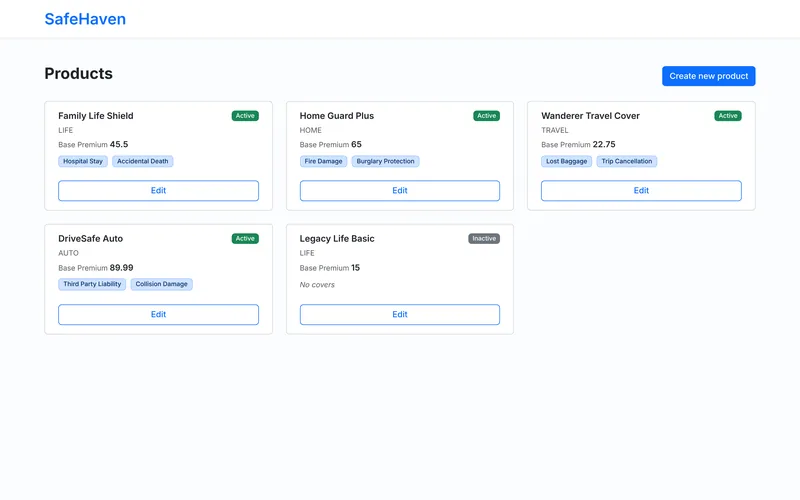 SafeHaven
Products
Create new product
Family Life Shield
Active
LIFE
Base Premium 45.5
Hospital Stay
Accidental Death
Edit
Home Guard Plus
Active
HOME
Base Premium 65
Fire Damage
Burglary Protection
Edit
Wanderer Travel Cover
Active
TRAVEL
Base Premium 22.75
Lost Baggage
Trip Cancellation
Edit
DriveSafe Auto
Active
AUTO
Base Premium 89.99
Third Party Liability
Collision Damage
Edit
Legacy Life Basic
Inactive
LIFE
Base Premium 15
No covers
Edit